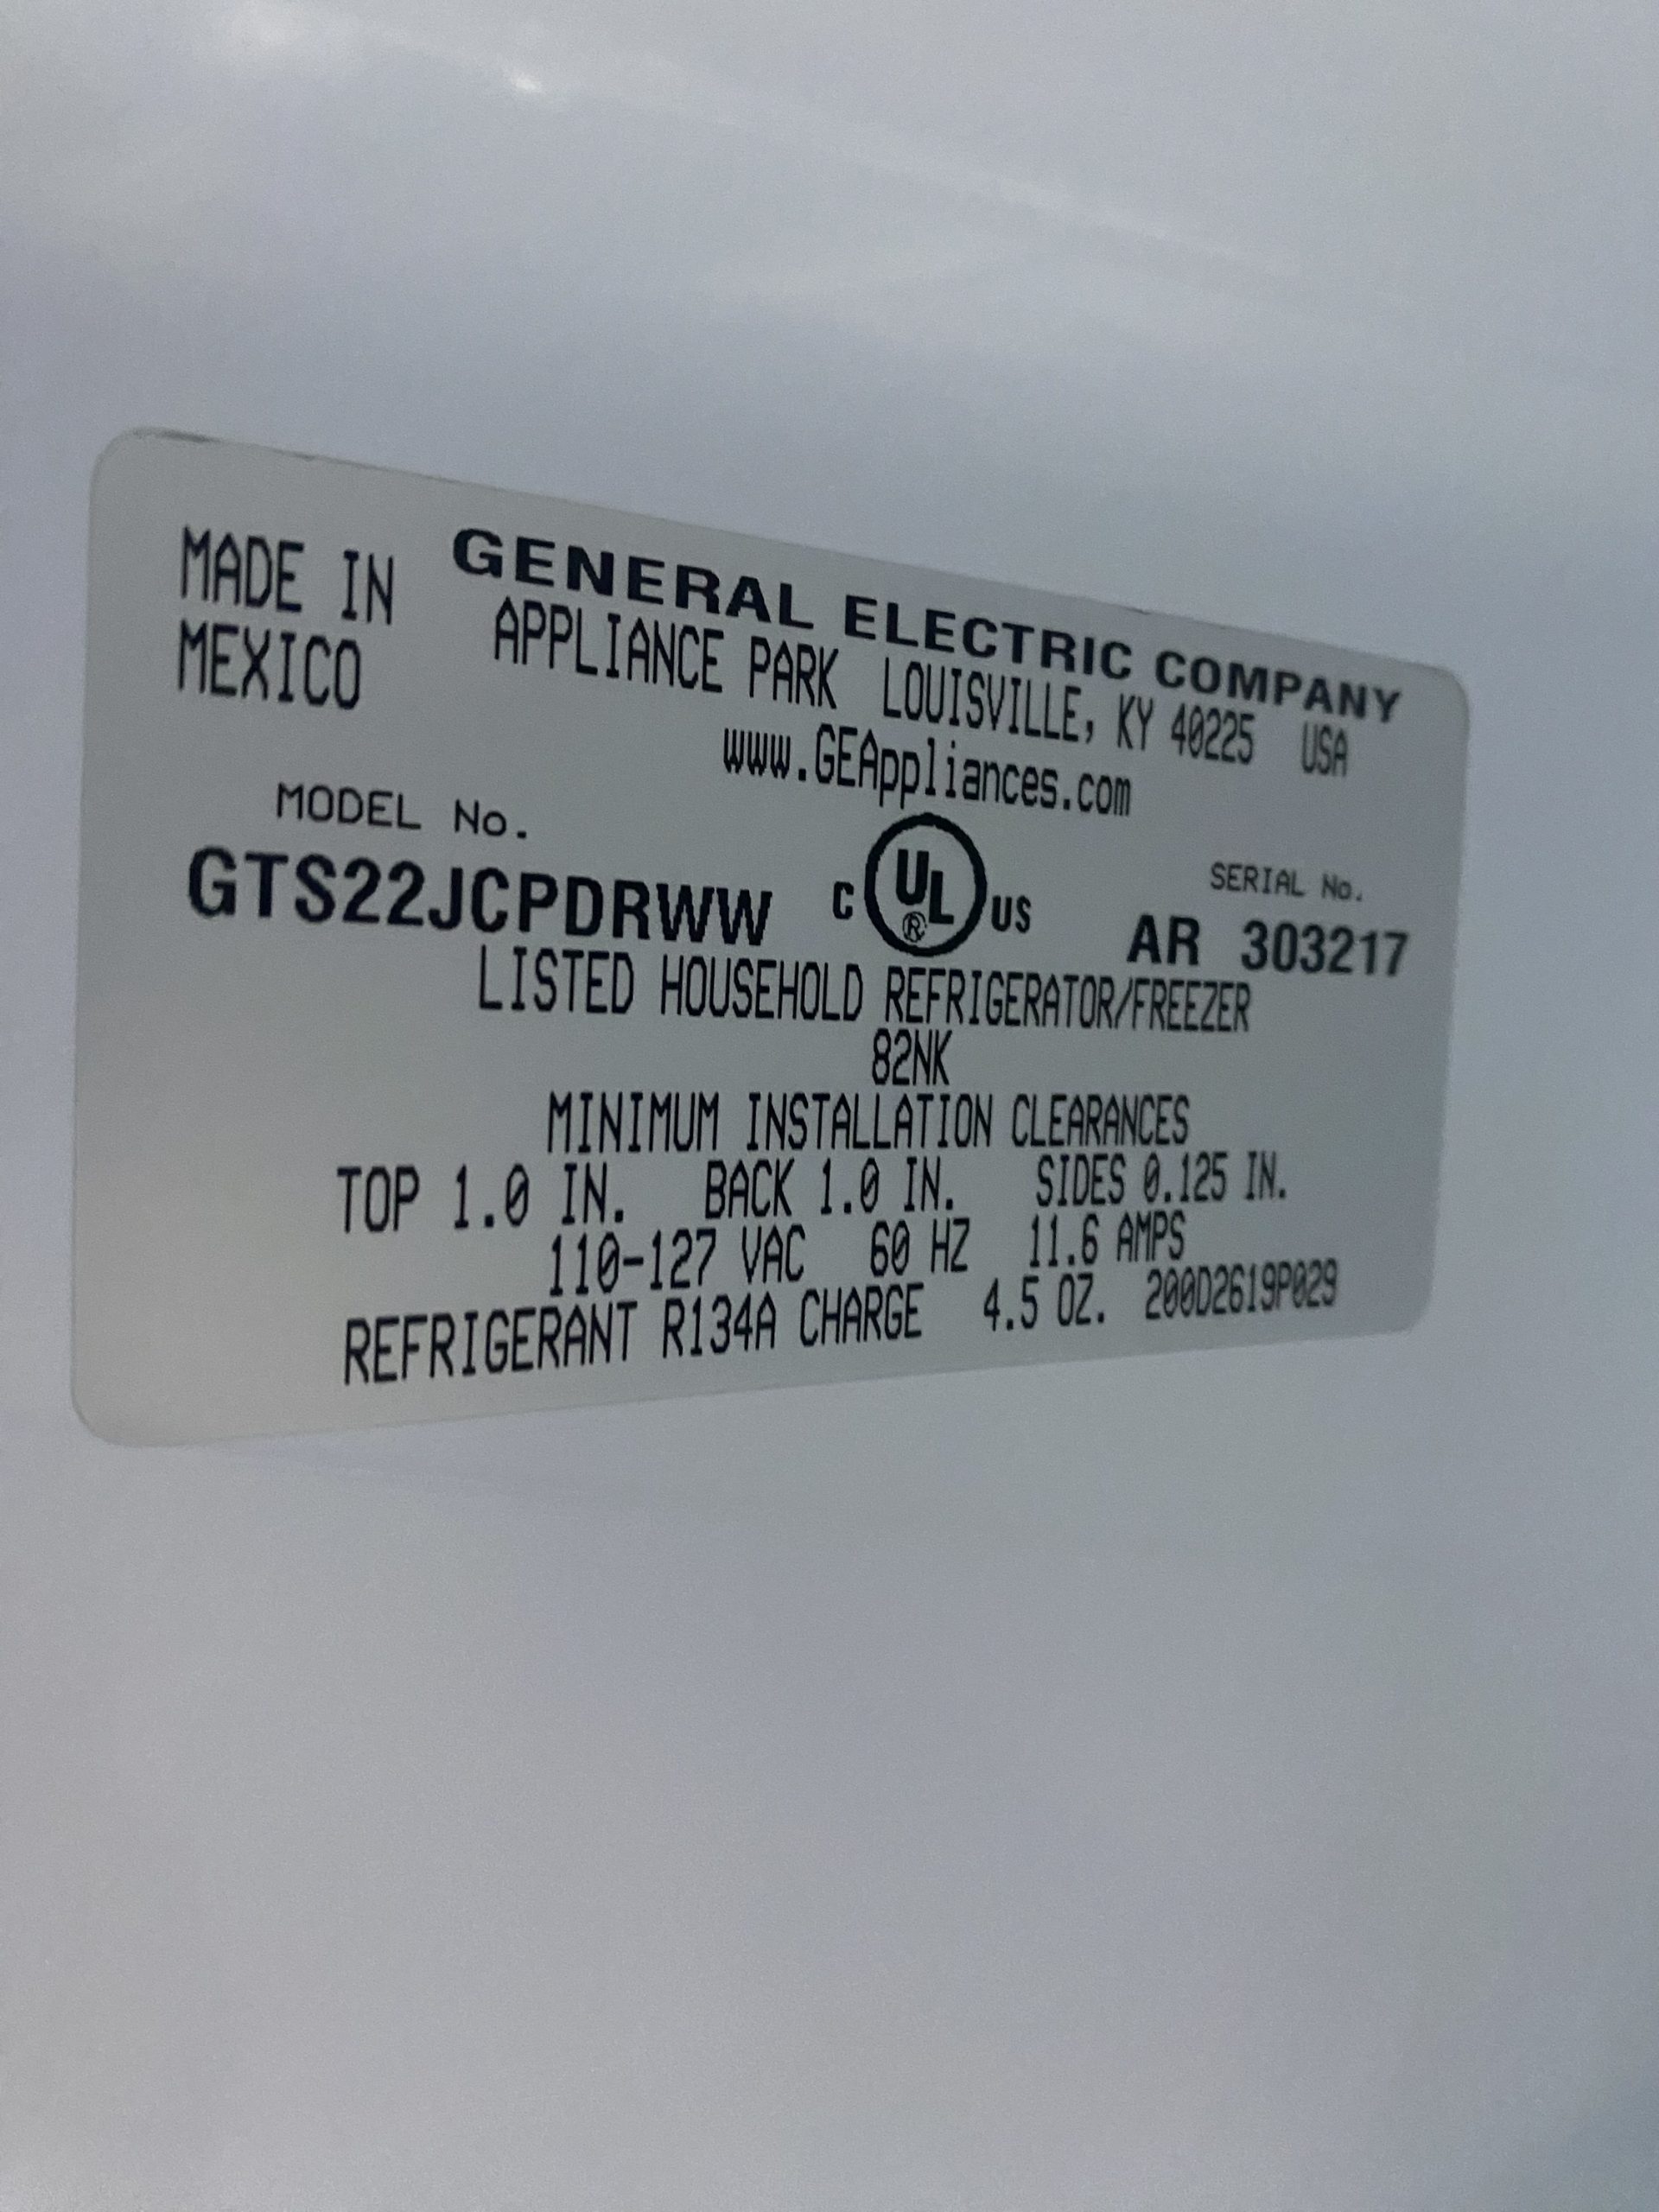 MADE IN
MEXICO
GENERAL ELECTRIC COMPANY
APPLIANCE PARK LOUISVILLE, KY 40225 USA
www.GEAppliances.com
MODEL No.
GTS22JCPDRWW
C UL® US
SERIAL No.
AR 303217
LISTED HOUSEHOLD REFRIGERATOR/FREEZER
82NK
MINIMUM INSTALLATION CLEARANCES
TOP 1.0 IN. BACK 1.0 IN. SIDES 0.125 IN.
110-127 VAC 60 HZ 11.6 AMPS
REFRIGERANT R134A CHARGE 4.5 OZ. 200D2619P029